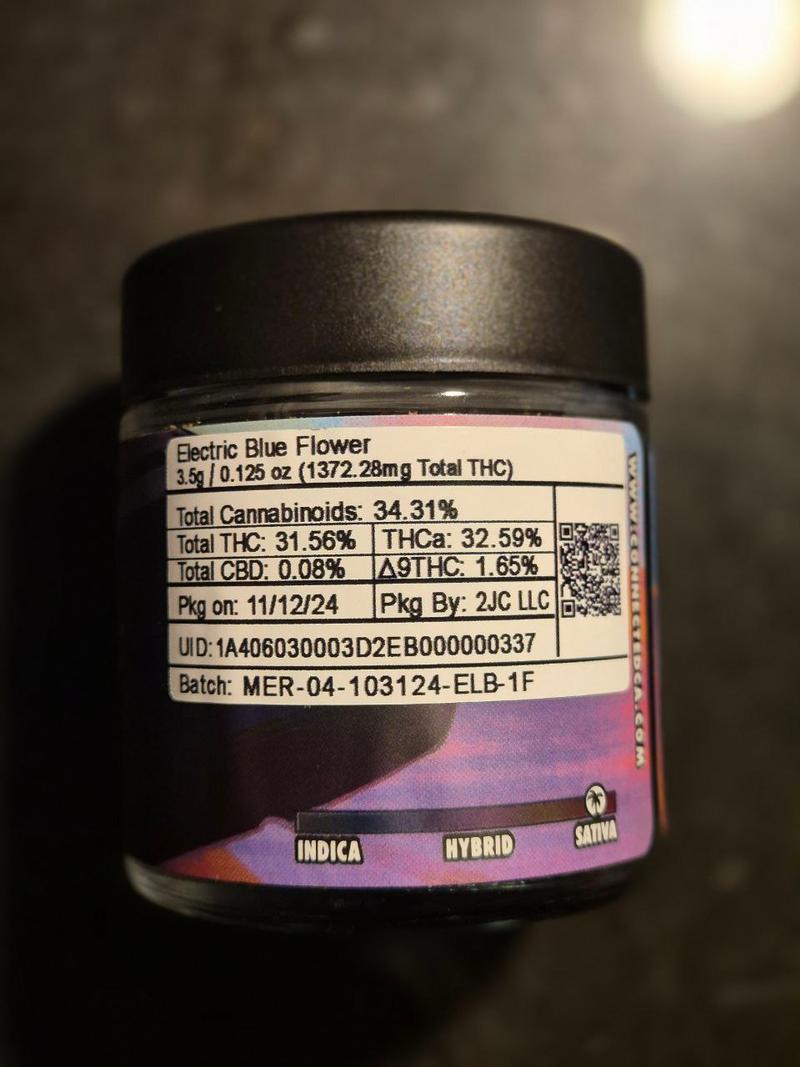 Electric Blue Flower
3.5g / 0.125 oz (1372.28mg Total THC)
Total Cannabinoids: 34.31%
Total THC: 31.56% THCa: 32.59%
Total CBD: 0.08% Δ9THC: 1.65%
Pkg on: 11/12/24 Pkg By: 2JC LLC
UID:1A406030003D2EB000000337
Batch: MER-04-103124-ELB-1F
WWW.CONNECTEDCA.COM
INDICA HYBRID SATIVA